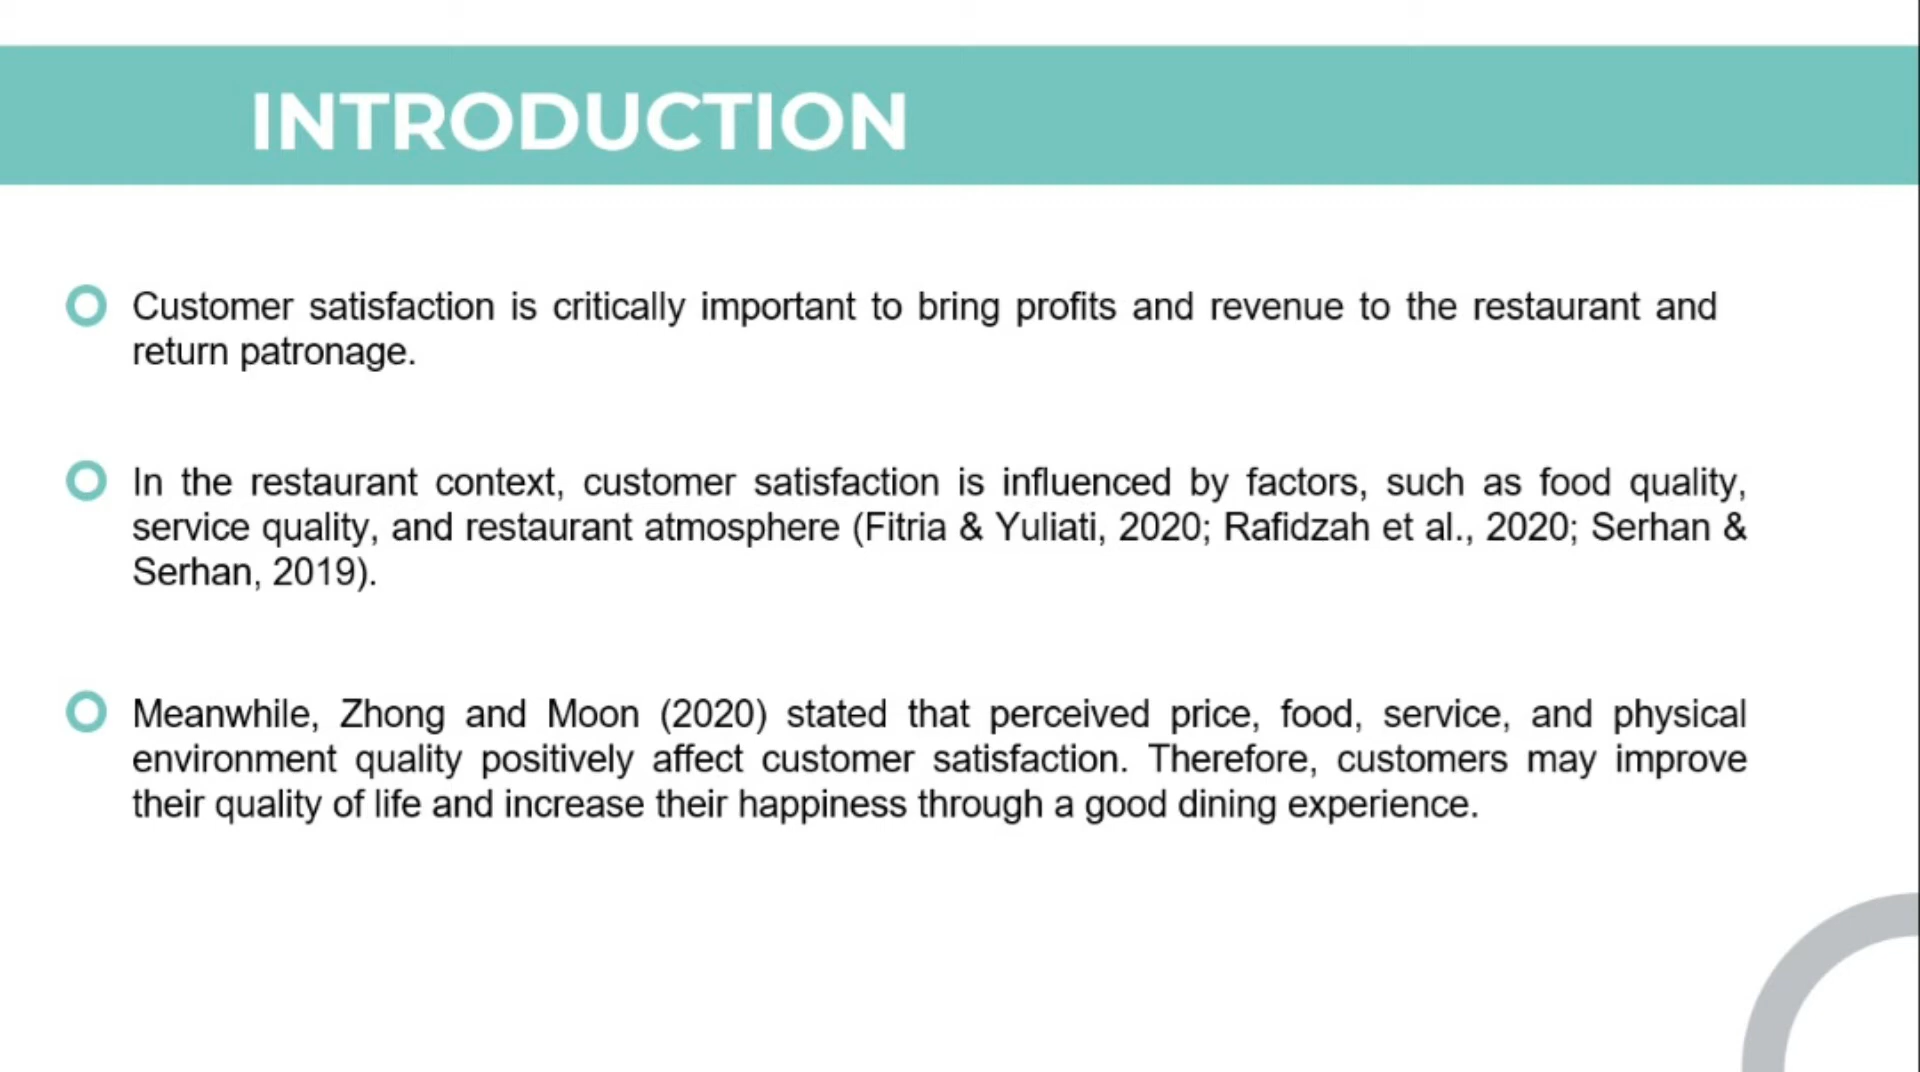 INTRODUCTION
Customer satisfaction is critically important to bring profits and revenue to the restaurant and
return patronage.
In the restaurant context, customer satisfaction is influenced by factors, such as food quality,
service quality, and restaurant atmosphere (Fitria & Yuliati, 2020; Rafidzah et al., 2020; Serhan &
Serhan, 2019).
Meanwhile, Zhong and Moon (2020) stated that perceived price, food, service, and physical
environment quality positively affect customer satisfaction. Therefore, customers may improve
their quality of life and increase their happiness through a good dining experience.